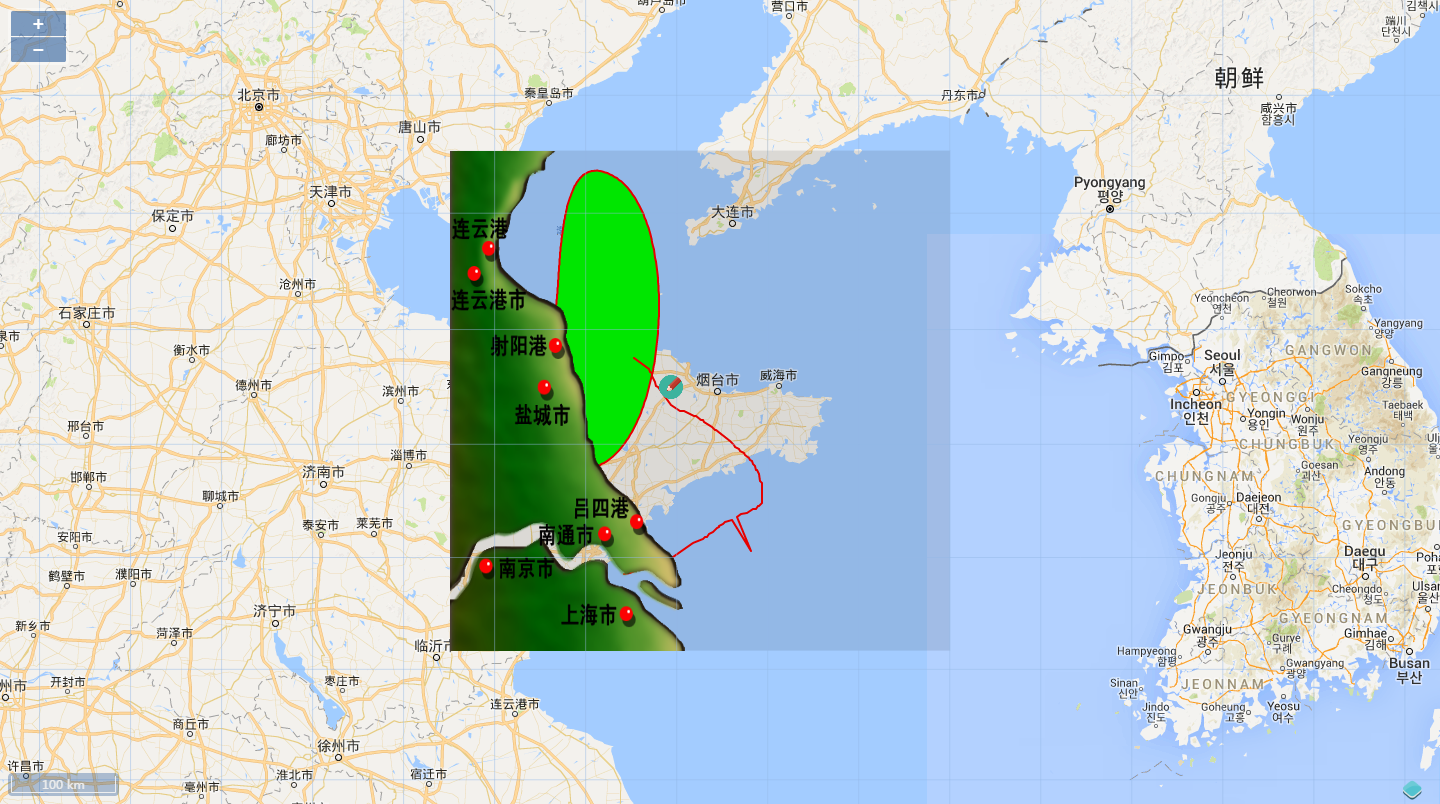 +
−
葫芦岛市
营口市
김책시
端川
단천시
朝鲜
北京市
秦皇岛市
丹东市
咸兴市
함흥시
唐山市
廊坊市
天津市
Pyongyang
평양
保定市
大连市
连云港
连云港市
沧州市
石家庄市
Yeoncheon
연천
Cheorwon
철원
Sokcho
속초
Yangyang
양양
射阳港
衡水市
Gimpo
김포
Seoul
서울
GANGWON
Gangneung
강릉
德州市
滨州市
盐城市
烟台市
威海市
Incheon
인천
GYEONGGI
Yongin
용인
Wonju
원주
Taebaek
태백
邢台市
CHUNGBUK
Yeongju
영주
淄博市
邯郸市
济南市
聊城市
CHUNGNAM
Goesan
괴산
Andong
안동
Gongju
공주
Daejeon
대전
吕四港
泰安市
莱芜市
GYEONGBUK
安阳市
南通市
Jeonju
전주
Daegu
대구
南京市
鹤壁市
濮阳市
JEONBUK
Cheongdo
청도
Ulsan
울산
济宁市
上海市
新乡市
菏泽市
GYEONGNAM
Gwangju
광주
Gurye
구례
Gimhae
김해
临沂市
Hampyeong
함평
Gwangyang
광양
Busan
부산
开封市
枣庄市
Sinan
신안
JEONNAM
连云港市
Jindo
진도
Goheung
고흥
Yeosu
여수
商丘市
徐州市
许昌市
亳州市
淮北市
宿迁市
100 km